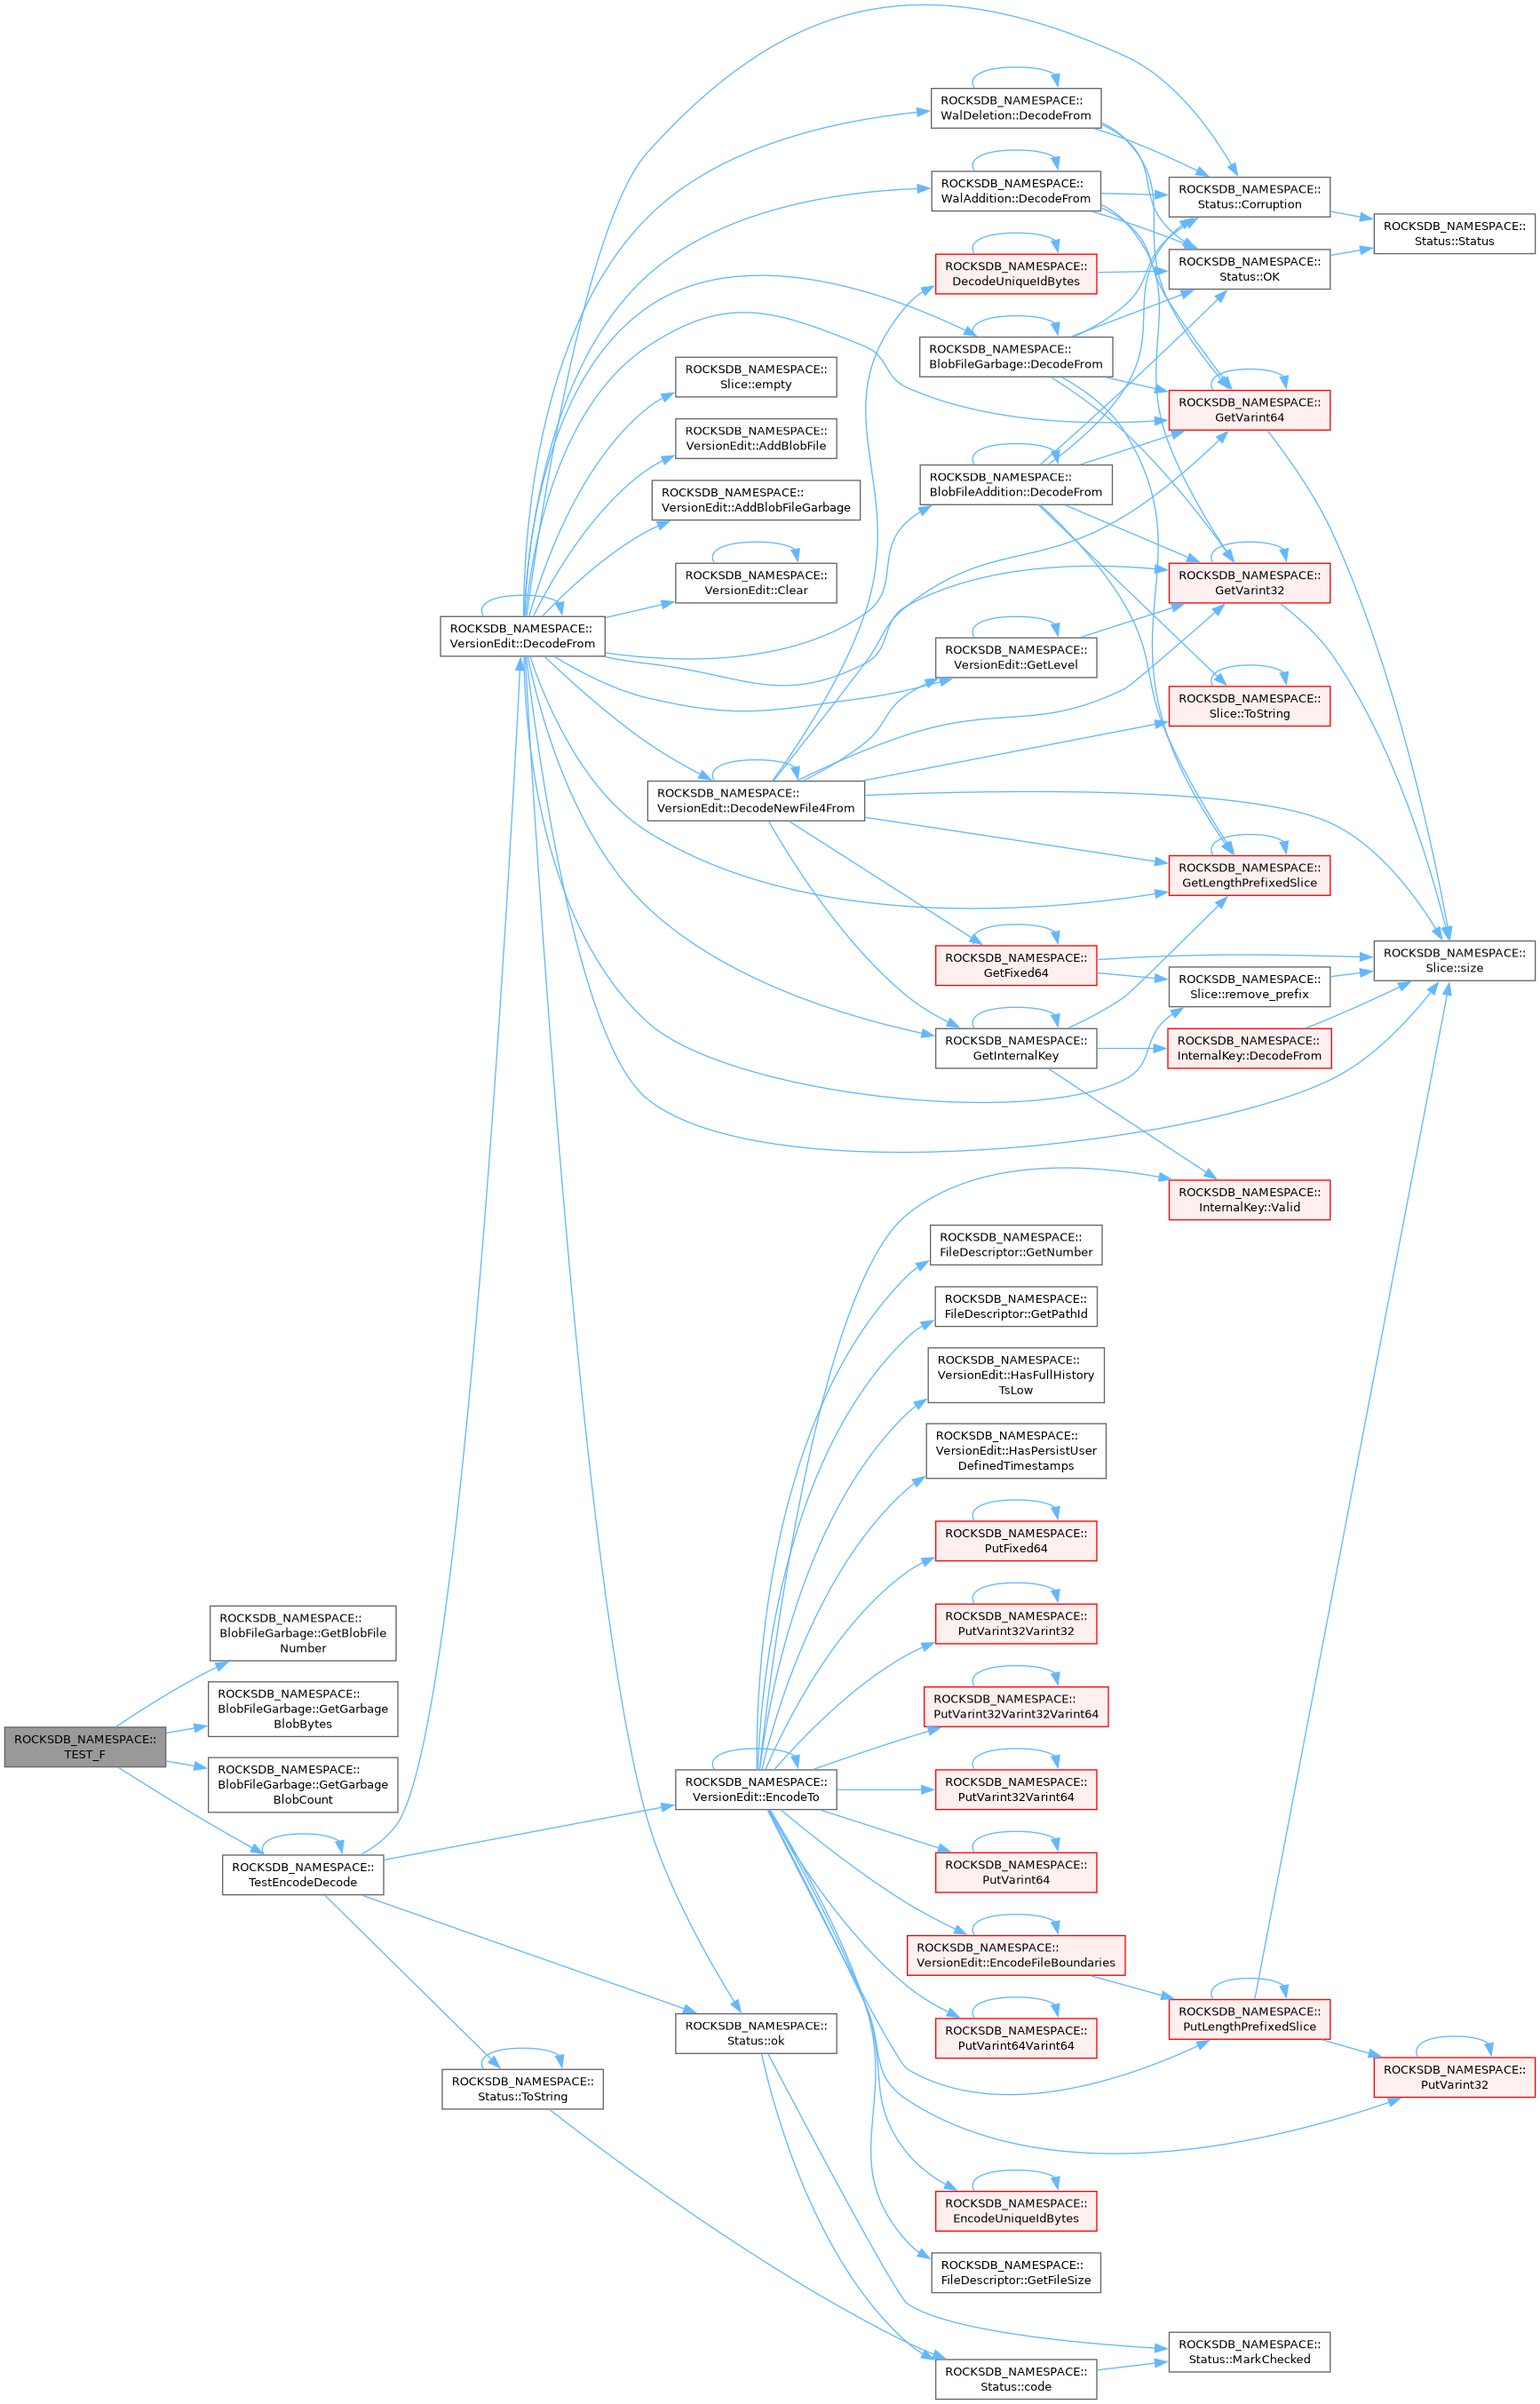 ROCKSDB_NAMESPACE::
TEST_F
ROCKSDB_NAMESPACE::
BlobFileGarbage::GetBlobFile
Number
ROCKSDB_NAMESPACE::
BlobFileGarbage::GetGarbage
BlobBytes
ROCKSDB_NAMESPACE::
BlobFileGarbage::GetGarbage
BlobCount
ROCKSDB_NAMESPACE::
TestEncodeDecode
ROCKSDB_NAMESPACE::
VersionEdit::DecodeFrom
ROCKSDB_NAMESPACE::
Status::ToString
ROCKSDB_NAMESPACE::
Slice::empty
ROCKSDB_NAMESPACE::
VersionEdit::AddBlobFile
ROCKSDB_NAMESPACE::
VersionEdit::AddBlobFileGarbage
ROCKSDB_NAMESPACE::
VersionEdit::Clear
ROCKSDB_NAMESPACE::
VersionEdit::DecodeNewFile4From
ROCKSDB_NAMESPACE::
VersionEdit::EncodeTo
ROCKSDB_NAMESPACE::
Status::ok
ROCKSDB_NAMESPACE::
WalDeletion::DecodeFrom
ROCKSDB_NAMESPACE::
WalAddition::DecodeFrom
ROCKSDB_NAMESPACE::
DecodeUniqueIdBytes
ROCKSDB_NAMESPACE::
BlobFileGarbage::DecodeFrom
ROCKSDB_NAMESPACE::
BlobFileAddition::DecodeFrom
ROCKSDB_NAMESPACE::
VersionEdit::GetLevel
ROCKSDB_NAMESPACE::
GetFixed64
ROCKSDB_NAMESPACE::
GetInternalKey
ROCKSDB_NAMESPACE::
FileDescriptor::GetNumber
ROCKSDB_NAMESPACE::
FileDescriptor::GetPathId
ROCKSDB_NAMESPACE::
VersionEdit::HasFullHistory
TsLow
ROCKSDB_NAMESPACE::
VersionEdit::HasPersistUser
DefinedTimestamps
ROCKSDB_NAMESPACE::
PutFixed64
ROCKSDB_NAMESPACE::
PutVarint32Varint32
ROCKSDB_NAMESPACE::
PutVarint32Varint32Varint64
ROCKSDB_NAMESPACE::
PutVarint32Varint64
ROCKSDB_NAMESPACE::
PutVarint64
ROCKSDB_NAMESPACE::
VersionEdit::EncodeFileBoundaries
ROCKSDB_NAMESPACE::
PutVarint64Varint64
ROCKSDB_NAMESPACE::
EncodeUniqueIdBytes
ROCKSDB_NAMESPACE::
FileDescriptor::GetFileSize
ROCKSDB_NAMESPACE::
Status::code
ROCKSDB_NAMESPACE::
Status::Corruption
ROCKSDB_NAMESPACE::
Status::OK
ROCKSDB_NAMESPACE::
GetVarint64
ROCKSDB_NAMESPACE::
GetVarint32
ROCKSDB_NAMESPACE::
Slice::ToString
ROCKSDB_NAMESPACE::
GetLengthPrefixedSlice
ROCKSDB_NAMESPACE::
Slice::remove_prefix
ROCKSDB_NAMESPACE::
InternalKey::DecodeFrom
ROCKSDB_NAMESPACE::
InternalKey::Valid
ROCKSDB_NAMESPACE::
PutLengthPrefixedSlice
ROCKSDB_NAMESPACE::
Status::MarkChecked
ROCKSDB_NAMESPACE::
Status::Status
ROCKSDB_NAMESPACE::
Slice::size
ROCKSDB_NAMESPACE::
PutVarint32